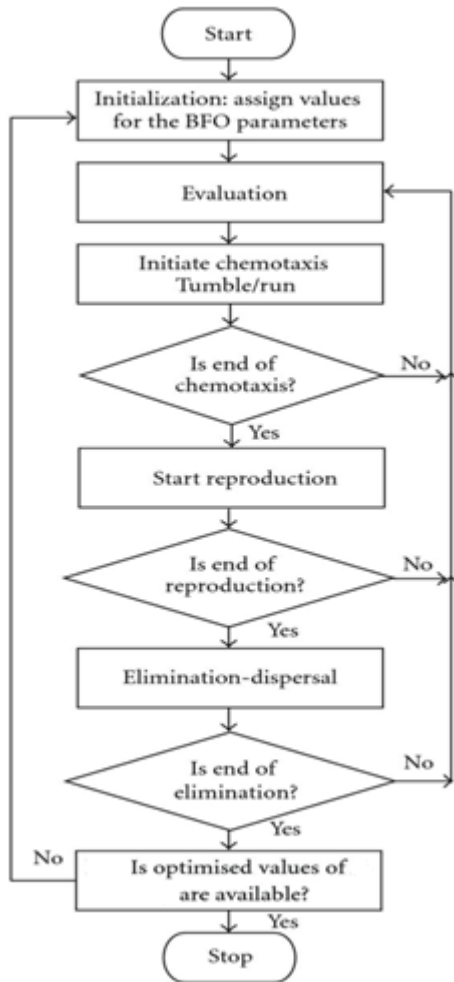 Start
Initialization: assign values
for the BFO parameters
Evaluation
Initiate chemotaxis
Tumble/run
Is end of
chemotaxis?
No
Yes
Start reproduction
Is end of
reproduction?
No
Yes
Elimination-dispersal
Is end of
elimination?
No
Yes
No
Is optimised values of
are available?
Yes
Stop